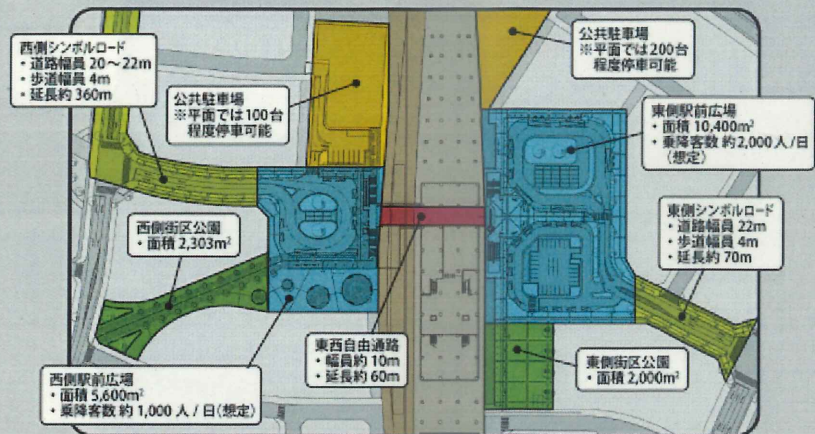 西側シンボルロード
・道路幅員 20～22m
・歩道幅員 4m
・延長約 360m
公共駐車場
※平面では100台
程度停車可能
公共駐車場
※平面では200台
程度停車可能
東側駅前広場
・面積 10,400m²
・乗降客数 約2,000 人/日
（想定）
西側街区公園
・面積 2,303m²
東側シンボルロード
・道路幅員 22m
・歩道幅員 4m
・延長約 70m
東西自由通路
・幅員約 10m
・延長約 60m
西側駅前広場
・面積 5,600m²
・乗降客数 約 1,000 人 / 日（想定）
東側街区公園
・面積 2,000m²